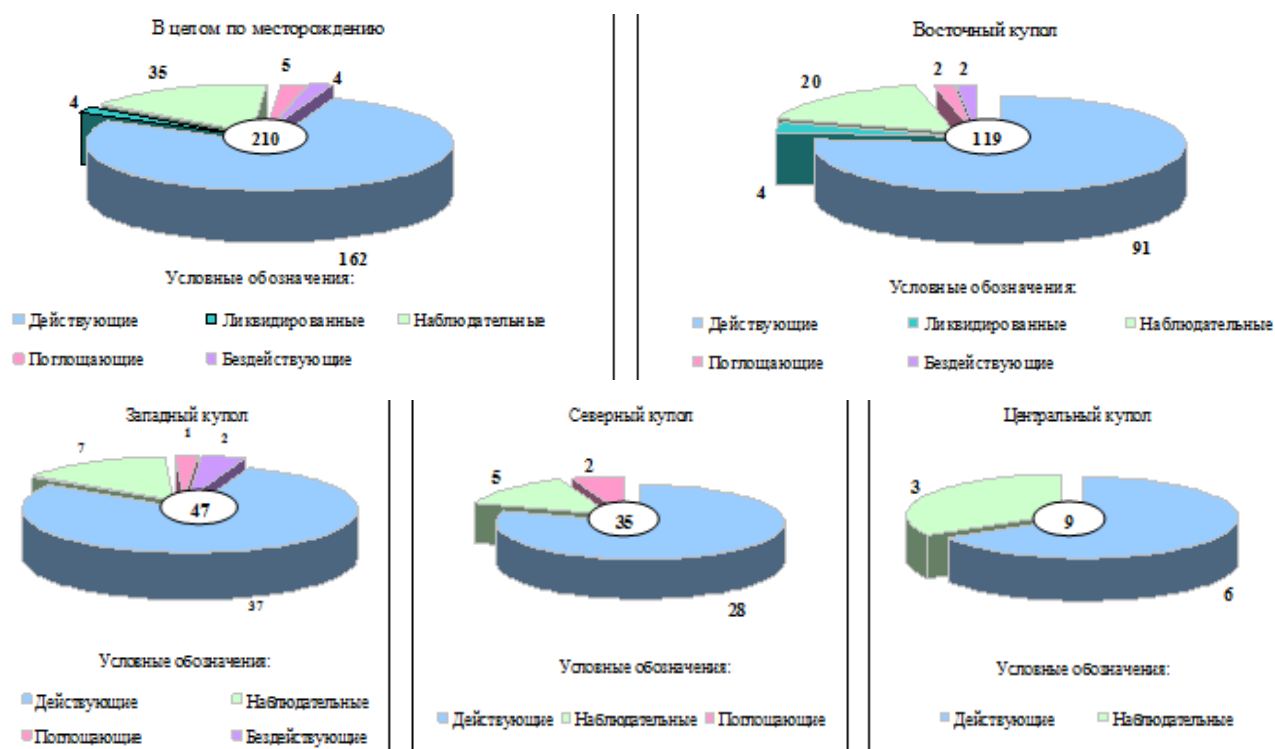 В целом по месторождению
35
5
4
4
210
162
Условные обозначения:
Действующие Ликвидированные Наблюдательные
Поглощающие Бездействующие
Восточный купол
20
2
2
119
4
91
Условные обозначения:
Действующие Ликвидированные Наблюдательные
Поглощающие Бездействующие
Западный купол
7
1
2
47
37
Условные обозначения:
Действующие Наблюдательные
Поглощающие Бездействующие
Северный купол
5
2
35
28
Условные обозначения:
Действующие Наблюдательные Поглощающие
Центральный купол
3
9
6
Условные обозначения:
Действующие Наблюдательные